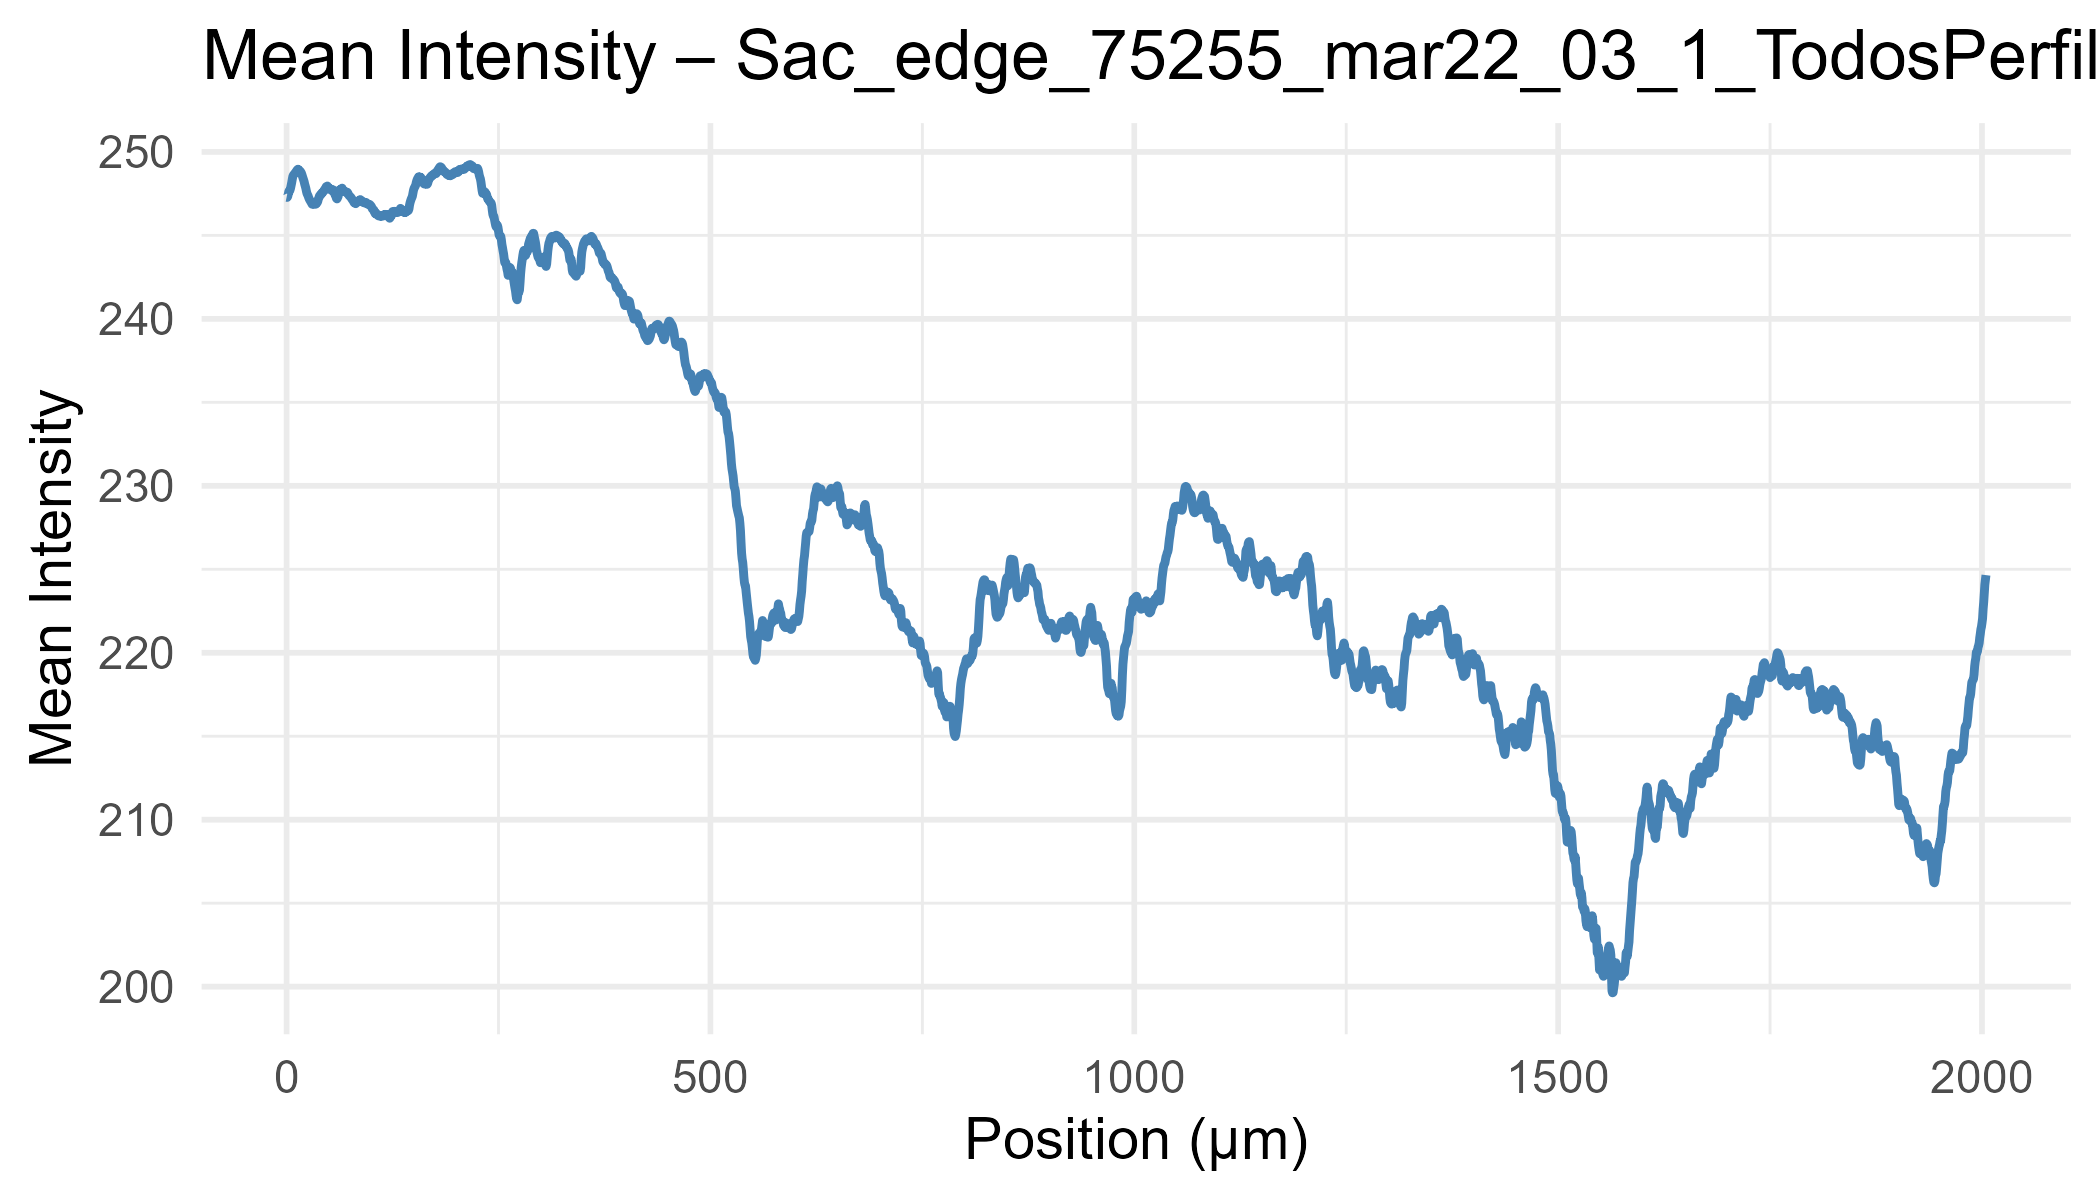 Mean Intensity – Sac_edge_75255_mar22_03_1_TodosPerfil
250
240
230
220
210
200
Mean Intensity
0 500 1000 1500 2000
Position (µm)